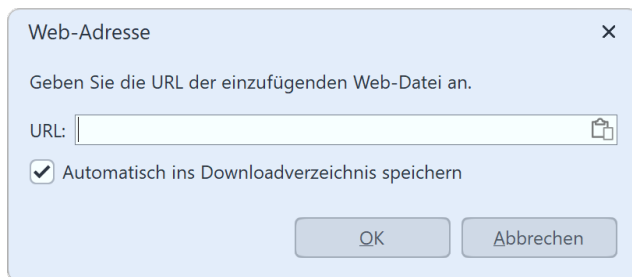 Web-Adresse
Geben Sie die URL der einzufügenden Web-Datei an.
URL:
Automatisch ins Downloadverzeichnis speichern
OK Abbrechen